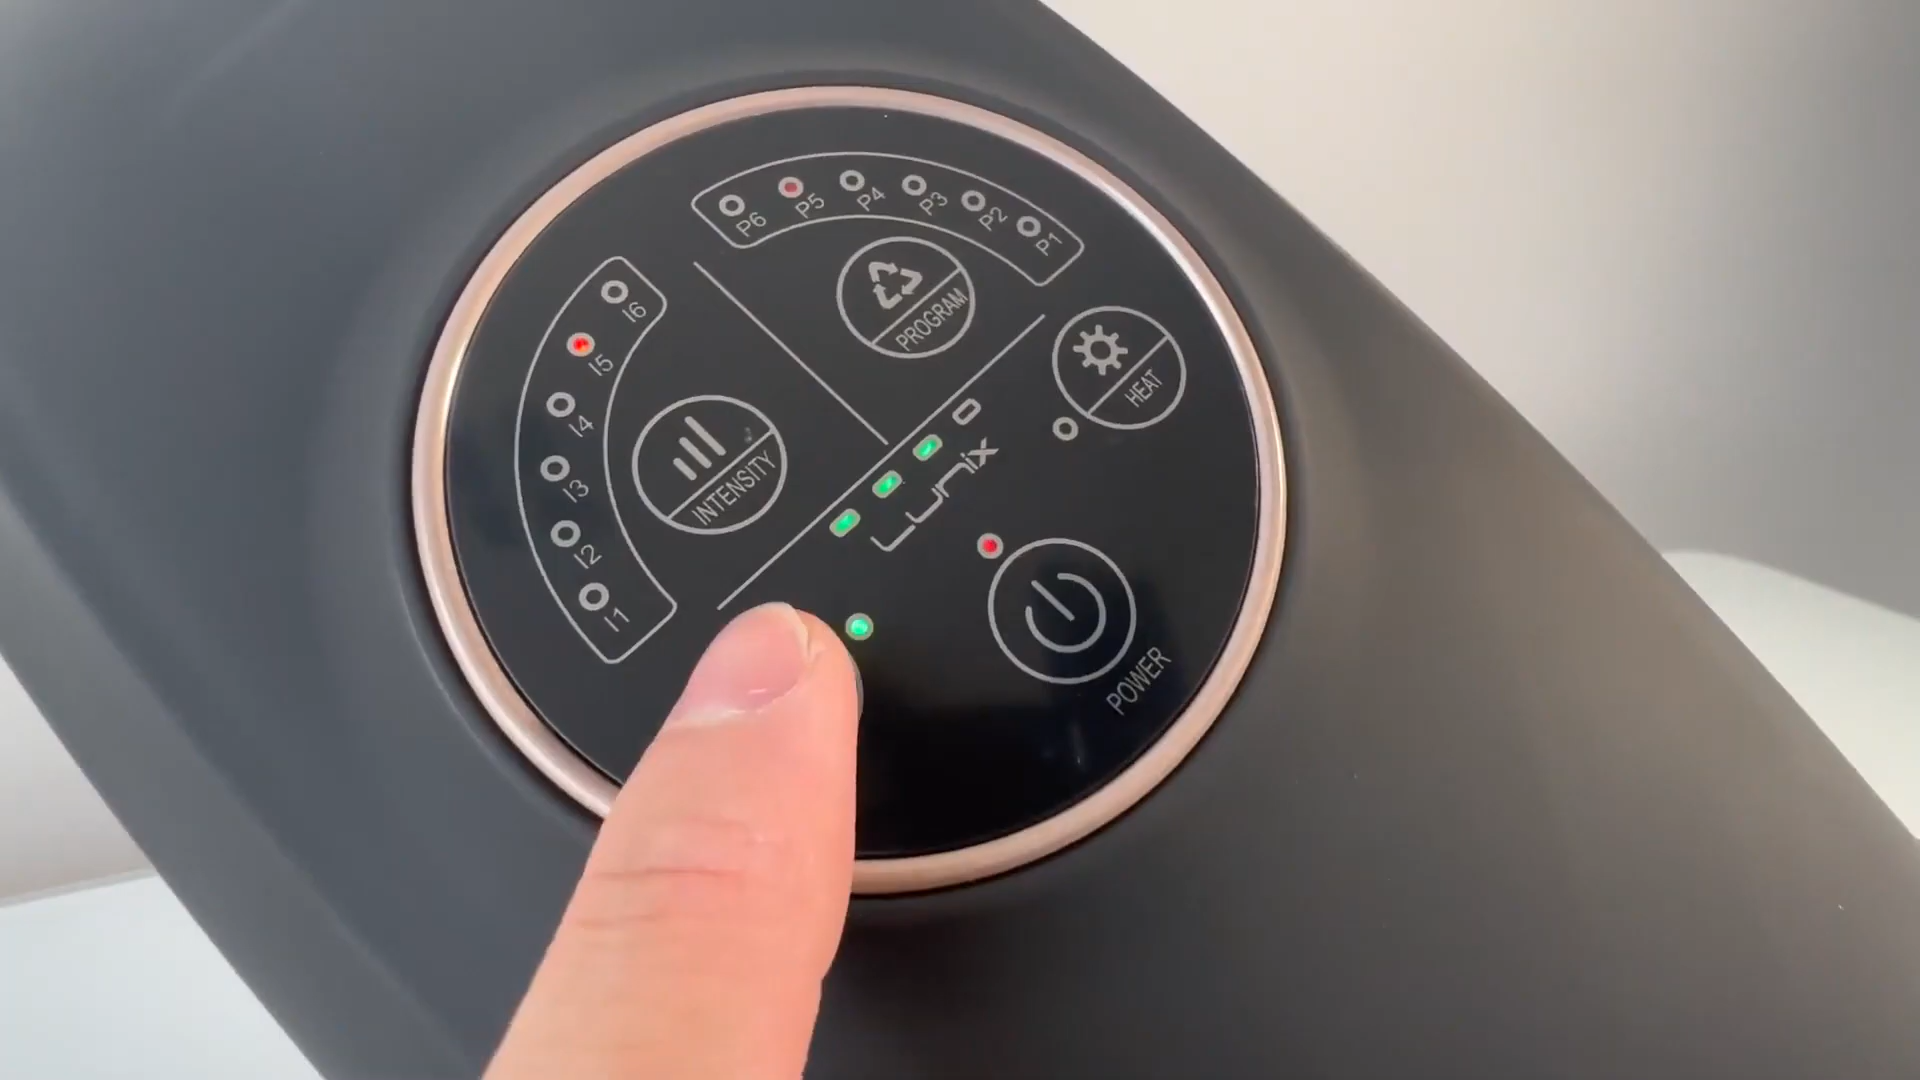 P6
P5
P4
P3
P2
P1
PROGRAM
I6
I5
I4
I3
I2
I1
INTENSITY
HEAT
Lunix
POWER